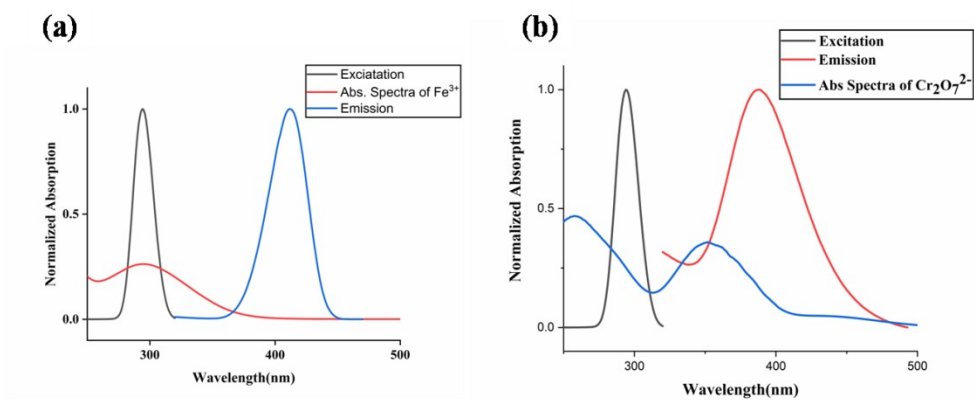 (a)
Exciatation
Abs. Spectra of Fe³⁺
Emission
Normalized Absorption
1.0
0.5
0.0
300
400
500
Wavelength(nm)
(b)
Excitation
Emission
Abs Spectra of Cr₂O₇²⁻
Normalized Absorption
1.0
0.5
0.0
300
400
500
Wavelength(nm)